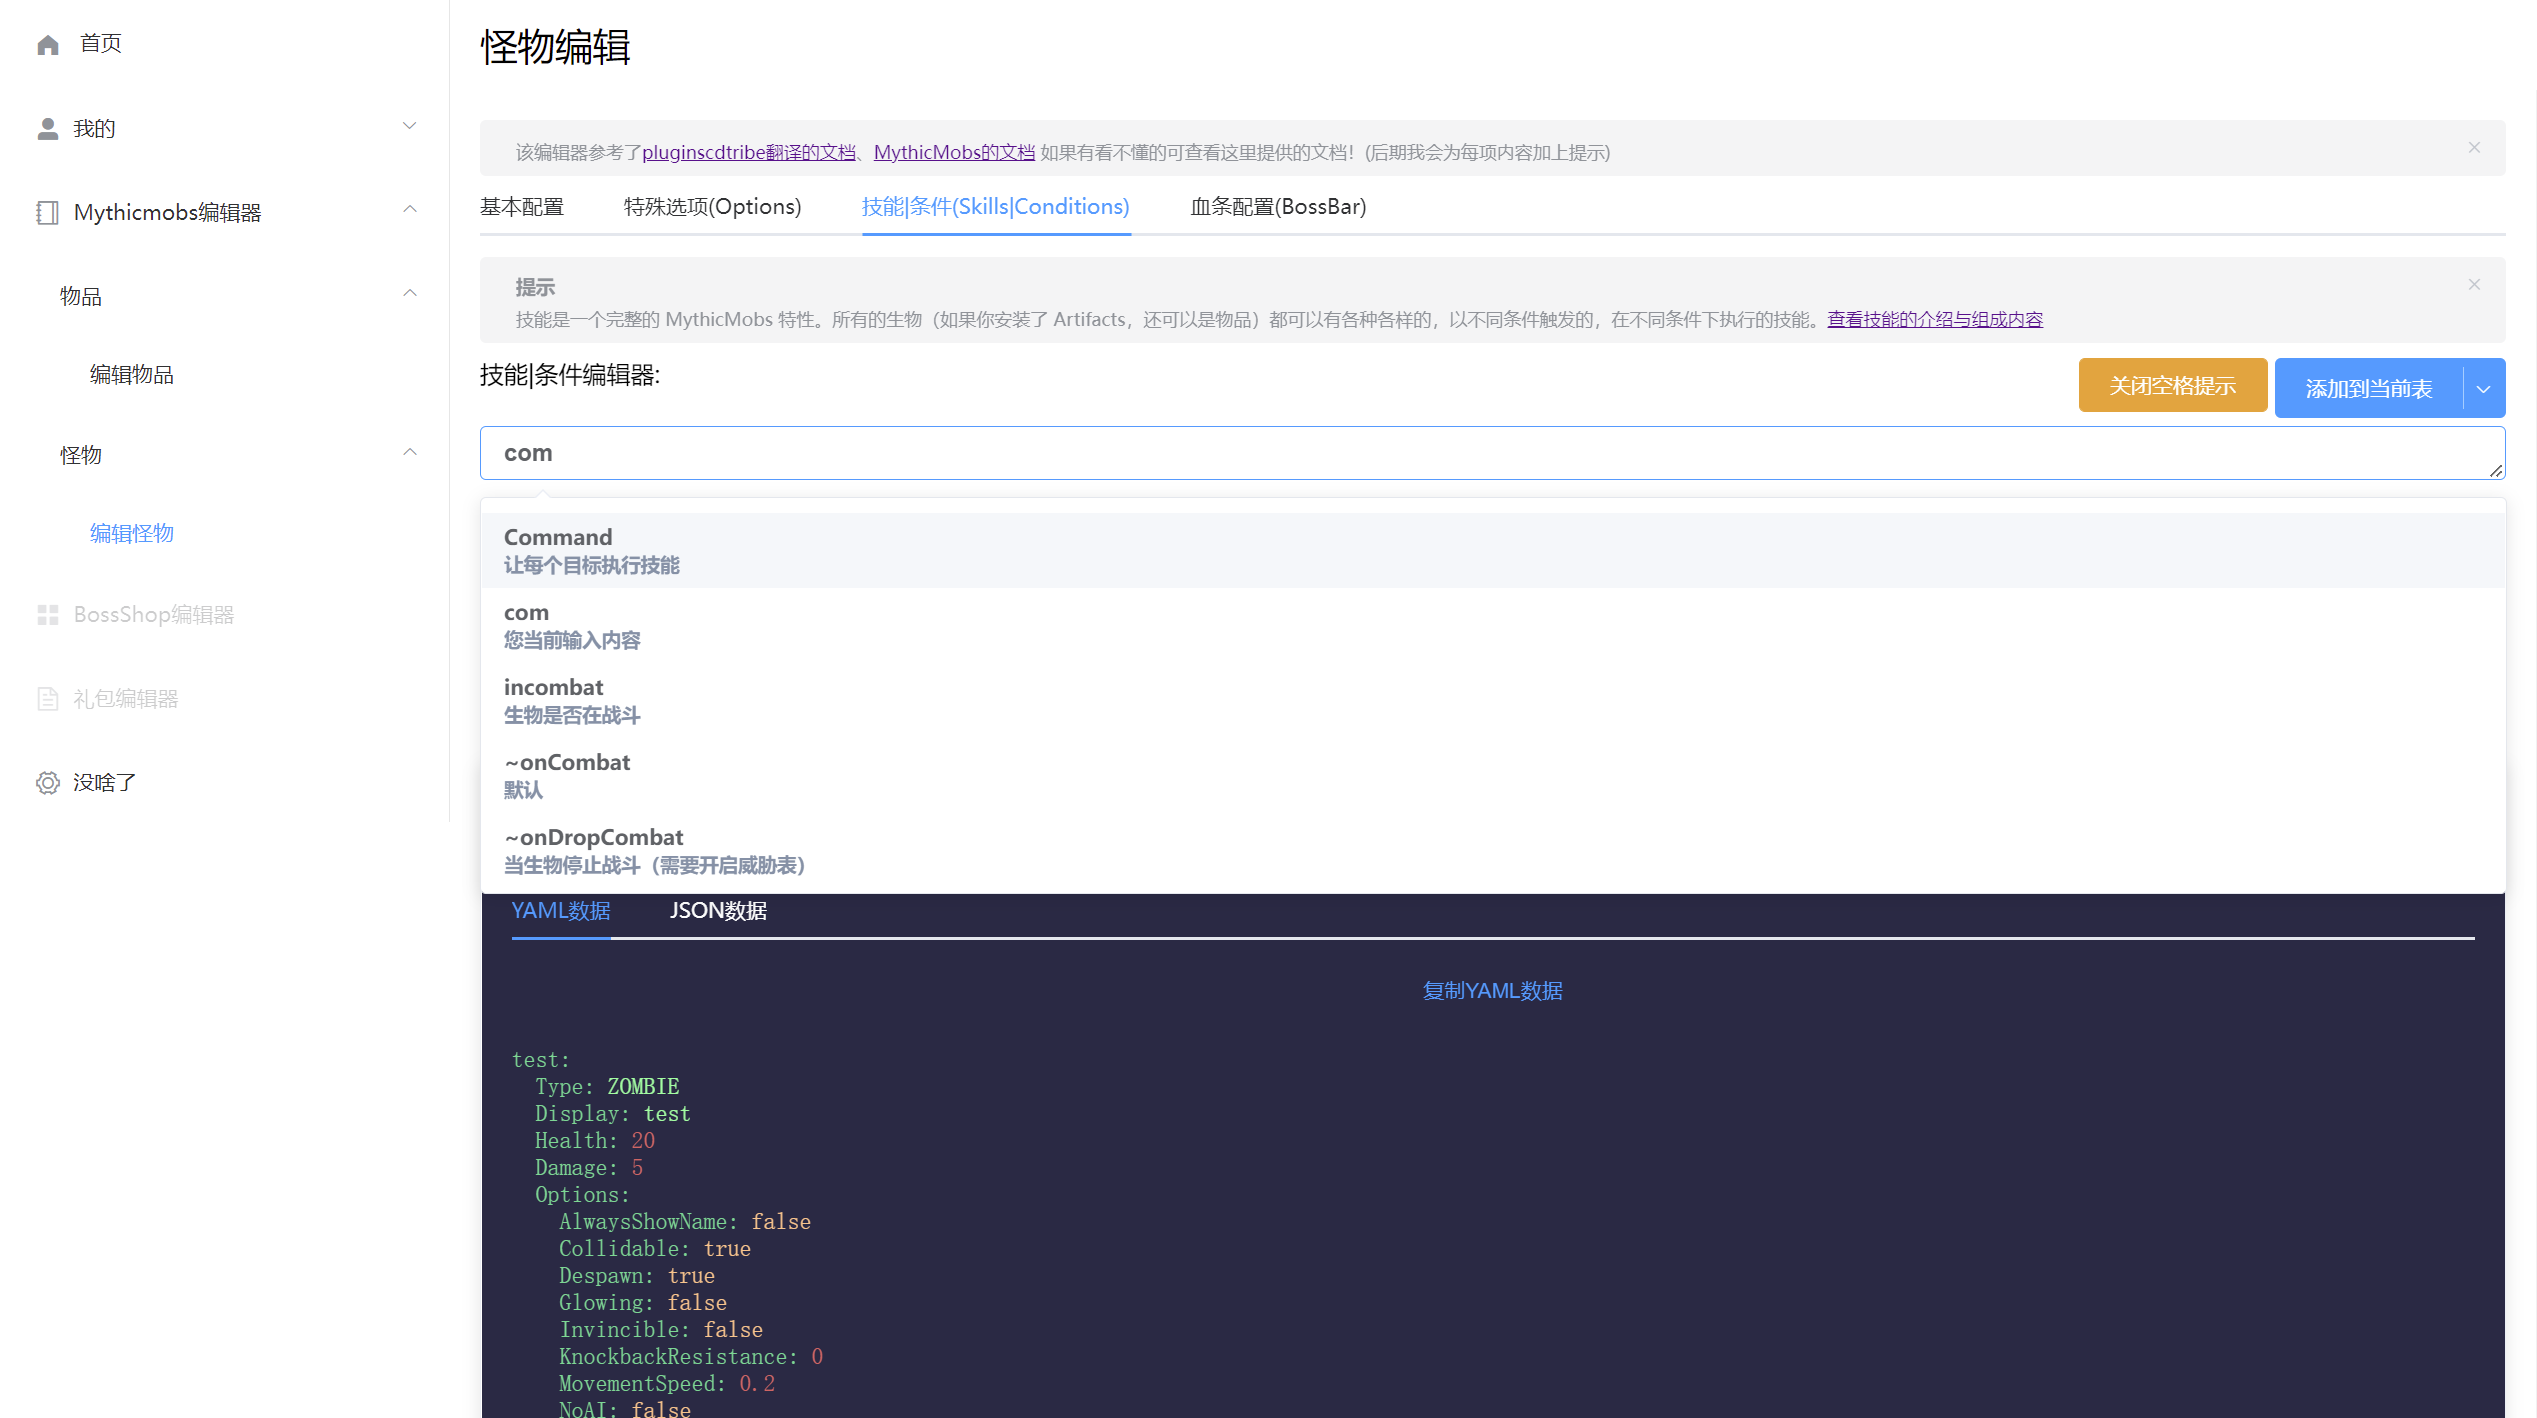 首页
我的
Mythicmobs编辑器
物品
编辑物品
怪物
编辑怪物
BossShop编辑器
礼包编辑器
没啥了
怪物编辑
该编辑器参考了pluginscdtribe翻译的文档、MythicMobs的文档 如果有看不懂的可查看这里提供的文档！(后期我会为每项内容加上提示)
基本配置 特殊选项(Options) 技能|条件(Skills|Conditions) 血条配置(BossBar)
提示
技能是一个完整的 MythicMobs 特性。所有的生物（如果你安装了 Artifacts，还可以是物品）都可以有各种各样的，以不同条件触发的，在不同条件下执行的技能。查看技能的介绍与组成内容
技能|条件编辑器:
关闭空格提示 添加到当前表
com
Command
让每个目标执行技能
com
您当前输入内容
incombat
生物是否在战斗
~onCombat
默认
~onDropCombat
当生物停止战斗（需要开启威胁表）
YAML数据 JSON数据
复制YAML数据
test:
Type: ZOMBIE
Display: test
Health: 20
Damage: 5
Options:
AlwaysShowName: false
Collidable: true
Despawn: true
Glowing: false
Invincible: false
KnockbackResistance: 0
MovementSpeed: 0.2
NoAI: false